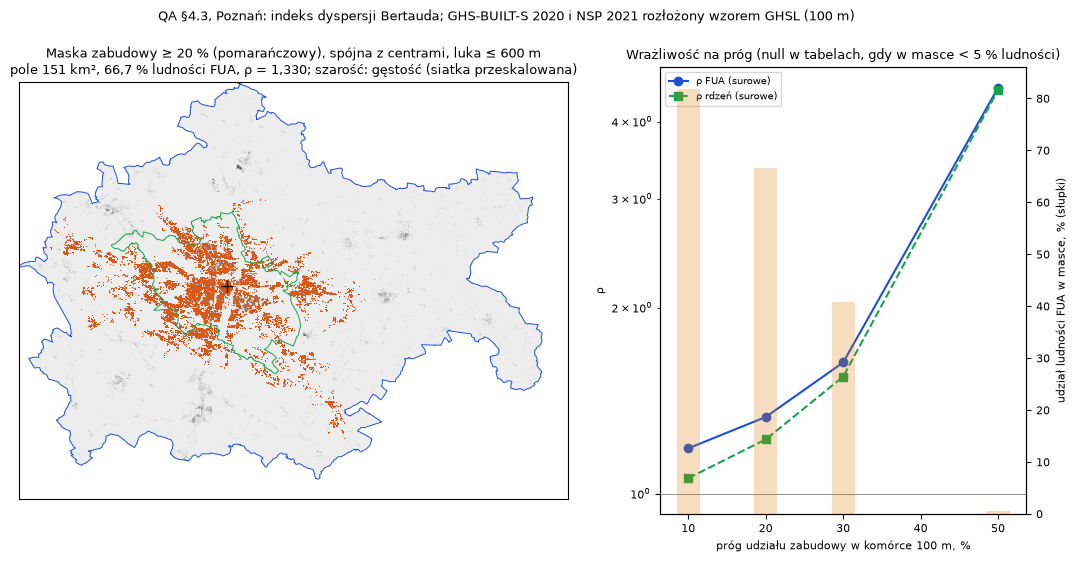 QA §4.3, Poznań: indeks dyspersji Bertauda; GHS-BUILT-S 2020 i NSP 2021 rozłożony wzorem GHSL (100 m)
Maska zabudowy ≥ 20 % (pomarańczowy), spójna z centrami, luka ≤ 600 m
pole 151 km², 66,7 % ludności FUA, ρ = 1,330; szarość: gęstość (siatka przeskalowana)
Wrażliwość na próg (null w tabelach, gdy w masce < 5 % ludności)
ρ FUA (surowe)
ρ rdzeń (surowe)
4 × 10⁰
3 × 10⁰
2 × 10⁰
10⁰
ρ
10
20
30
40
50
próg udziału zabudowy w komórce 100 m, %
80
70
60
50
40
30
20
10
0
udział ludności FUA w masce, % (słupki)